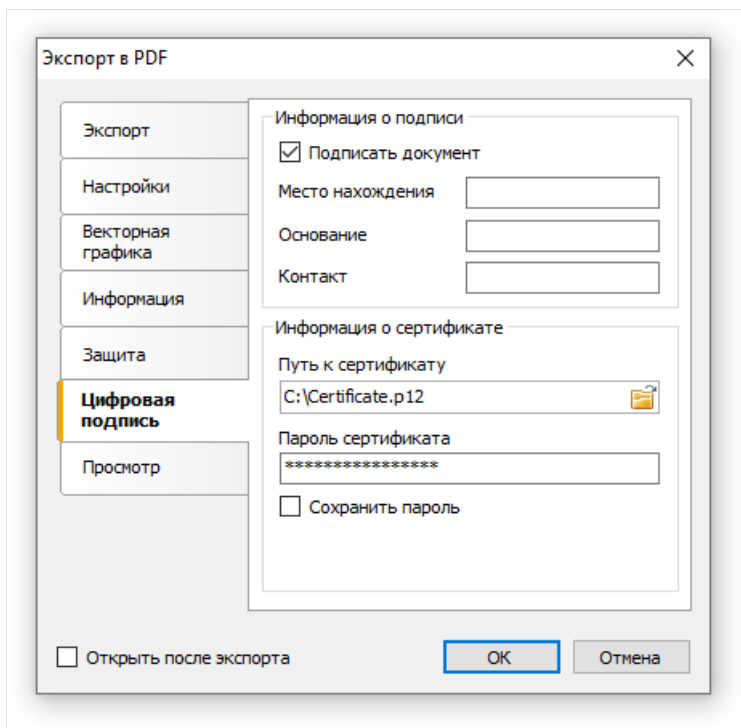 Экспорт в PDF
Экспорт
Настройки
Векторная
графика
Информация
Защита
Цифровая
подпись
Просмотр
Информация о подписи
Подписать документ
Место нахождения
Основание
Контакт
Информация о сертификате
Путь к сертификату
C:\Certificate.p12
Пароль сертификата
****************
Сохранить пароль
Открыть после экспорта
OK
Отмена